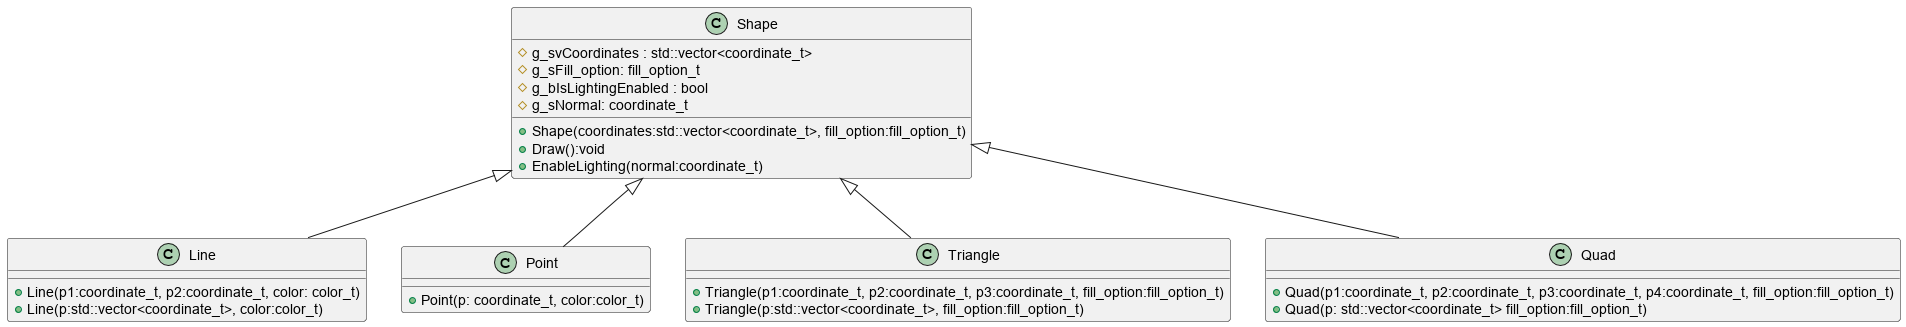 Shape
g_svCoordinates : std::vector<coordinate_t>
g_sFill_option: fill_option_t
g_bIsLightingEnabled : bool
g_sNormal: coordinate_t
Shape(coordinates:std::vector<coordinate_t>, fill_option:fill_option_t)
Draw():void
EnableLighting(normal:coordinate_t)
Line
Line(p1:coordinate_t, p2:coordinate_t, color: color_t)
Line(p:std::vector<coordinate_t>, color:color_t)
Point
Point(p: coordinate_t, color:color_t)
Triangle
Triangle(p1:coordinate_t, p2:coordinate_t, p3:coordinate_t, fill_option:fill_option_t)
Triangle(p:std::vector<coordinate_t>, fill_option:fill_option_t)
Quad
Quad(p1:coordinate_t, p2:coordinate_t, p3:coordinate_t, p4:coordinate_t, fill_option:fill_option_t)
Quad(p: std::vector<coordinate_t> fill_option:fill_option_t)